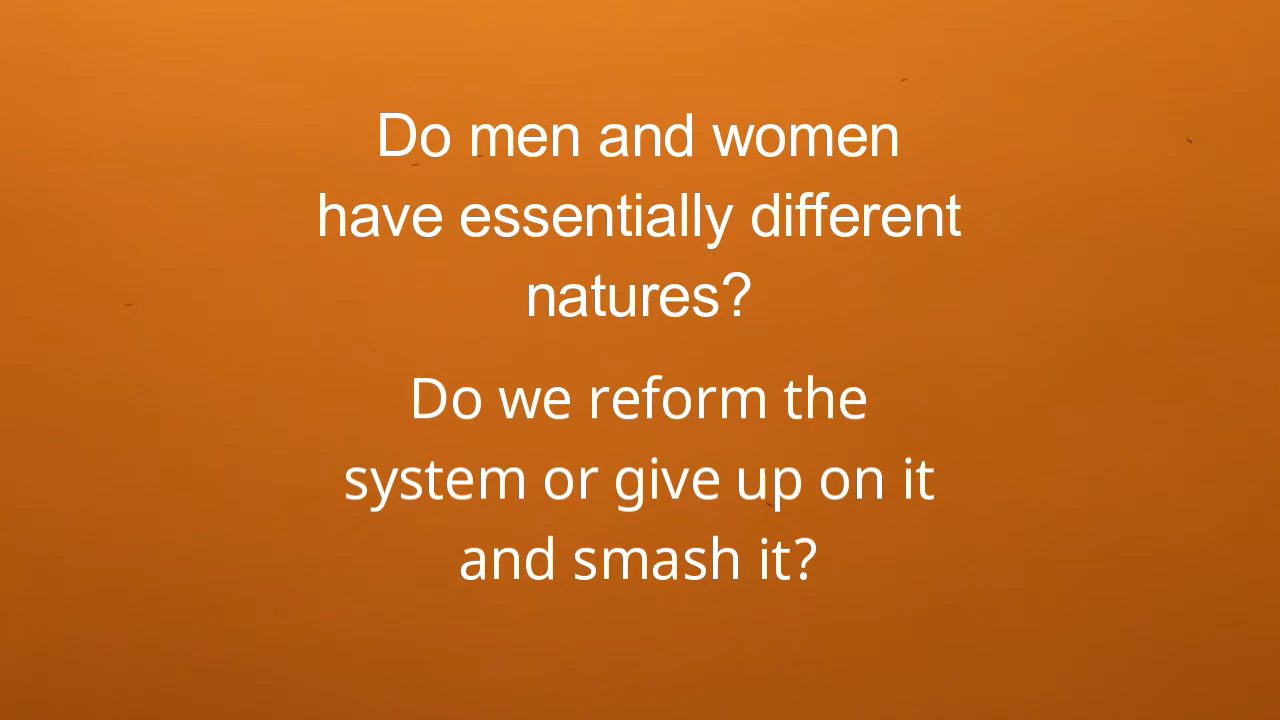 Do men and women
have essentially different
natures?
Do we reform the
system or give up on it
and smash it?